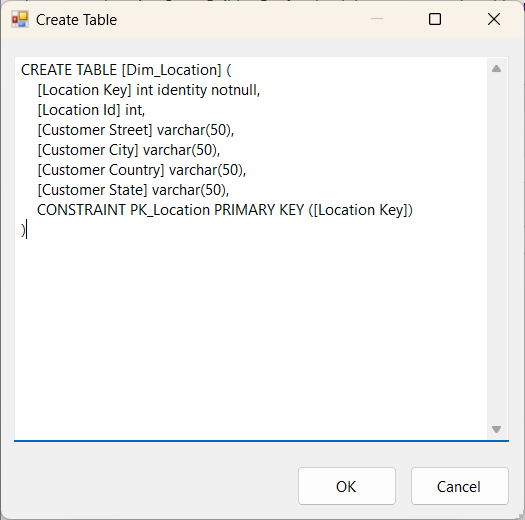 Create Table
CREATE TABLE [Dim_Location] (
    [Location Key] int identity notnull,
    [Location Id] int,
    [Customer Street] varchar(50),
    [Customer City] varchar(50),
    [Customer Country] varchar(50),
    [Customer State] varchar(50),
    CONSTRAINT PK_Location PRIMARY KEY ([Location Key])
)
OK
Cancel